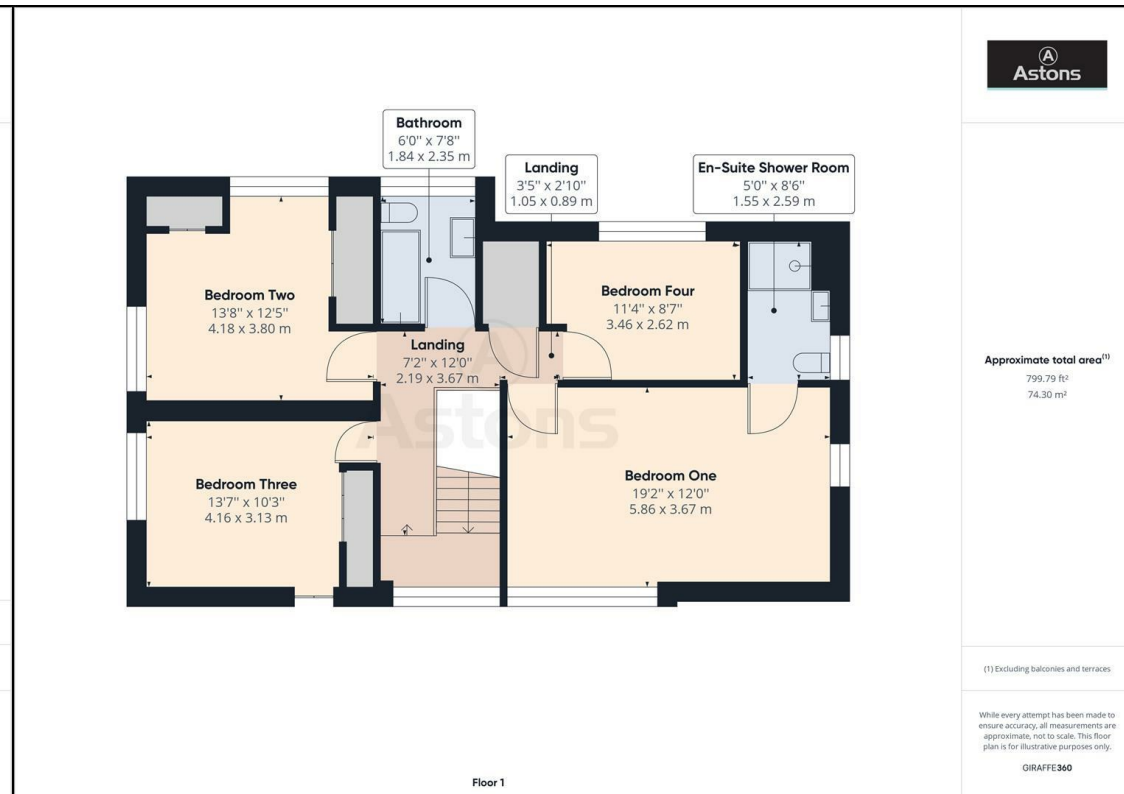 A
Astons
Bathroom
6'0" x 7'8"
1.84 x 2.35 m
Landing
3'5" x 2'10"
1.05 x 0.89 m
En-Suite Shower Room
5'0" x 8'6"
1.55 x 2.59 m
Bedroom Two
13'8" x 12'5"
4.18 x 3.80 m
Bedroom Four
11'4" x 8'7"
3.46 x 2.62 m
Landing
7'2" x 12'0"
2.19 x 3.67 m
A
Astons
Bedroom Three
13'7" x 10'3"
4.16 x 3.13 m
Bedroom One
19'2" x 12'0"
5.86 x 3.67 m
Floor 1
Approximate total area(1)
799.79 ft²
74.30 m²
(1) Excluding balconies and terraces
While every attempt has been made to
ensure accuracy, all measurements are
approximate, not to scale. This floor
plan is for illustrative purposes only.
GIRAFFE360